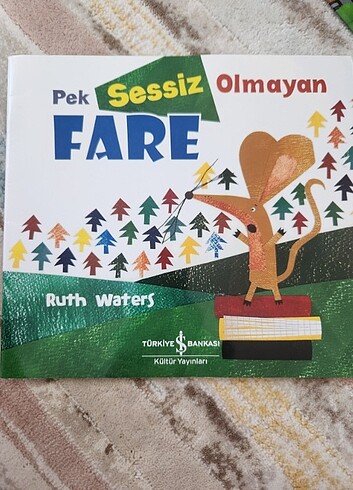 Pek Sessiz Olmayan
FARE
Ruth Waters
TÜRKİYE İŞ BANKASI
Kültür Yayınları